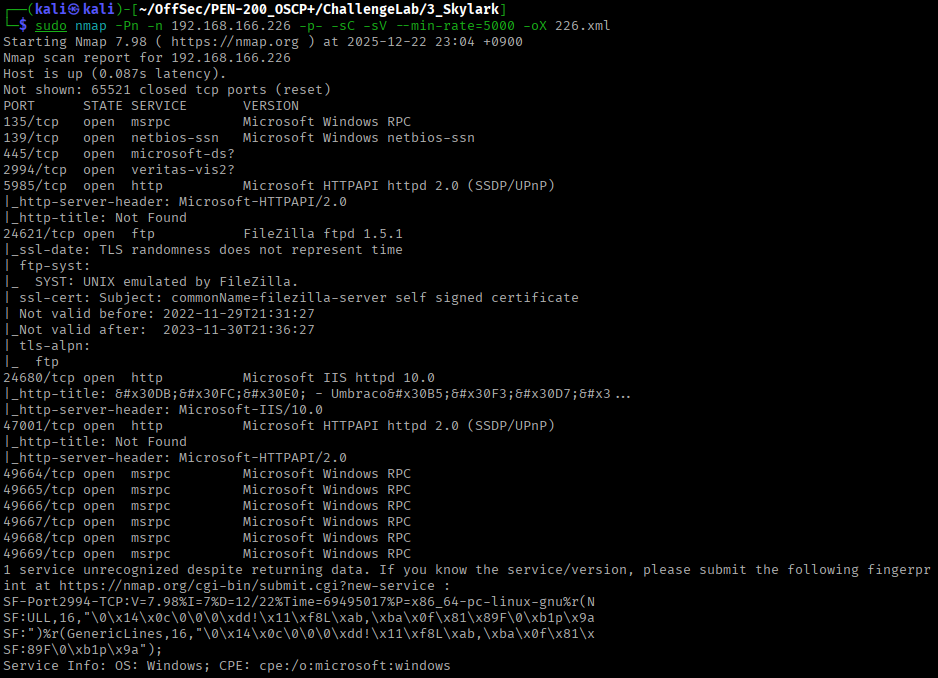 ┌──(kali㉿kali)-[~/OffSec/PEN-200_OSCP+/ChallengeLab/3_Skylark]
└─$ sudo nmap -Pn -n 192.168.166.226 -p- -sC -sV --min-rate=5000 -oX 226.xml
Starting Nmap 7.98 ( https://nmap.org ) at 2025-12-22 23:04 +0900
Nmap scan report for 192.168.166.226
Host is up (0.087s latency).
Not shown: 65521 closed tcp ports (reset)
PORT      STATE SERVICE       VERSION
135/tcp   open  msrpc         Microsoft Windows RPC
139/tcp   open  netbios-ssn   Microsoft Windows netbios-ssn
445/tcp   open  microsoft-ds?
2994/tcp  open  veritas-vis2?
5985/tcp  open  http          Microsoft HTTPAPI httpd 2.0 (SSDP/UPnP)
|_http-server-header: Microsoft-HTTPAPI/2.0
|_http-title: Not Found
24621/tcp open  ftp           FileZilla ftpd 1.5.1
|_ssl-date: TLS randomness does not represent time
| ftp-syst:
|_  SYST: UNIX emulated by FileZilla.
| ssl-cert: Subject: commonName=filezilla-server self signed certificate
| Not valid before: 2022-11-29T21:31:27
|_Not valid after:  2023-11-30T21:36:27
| tls-alpn:
|_  ftp
24680/tcp open  http          Microsoft IIS httpd 10.0
|_http-title: &#x30DB;&#x30FC;&#x30E0; - Umbraco&#x30B5;&#x30F3;&#x30D7;&#x3...
|_http-server-header: Microsoft-IIS/10.0
47001/tcp open  http          Microsoft HTTPAPI httpd 2.0 (SSDP/UPnP)
|_http-title: Not Found
|_http-server-header: Microsoft-HTTPAPI/2.0
49664/tcp open  msrpc         Microsoft Windows RPC
49665/tcp open  msrpc         Microsoft Windows RPC
49666/tcp open  msrpc         Microsoft Windows RPC
49667/tcp open  msrpc         Microsoft Windows RPC
49668/tcp open  msrpc         Microsoft Windows RPC
49669/tcp open  msrpc         Microsoft Windows RPC
1 service unrecognized despite returning data. If you know the service/version, please submit the following fingerpr
int at https://nmap.org/cgi-bin/submit.cgi?new-service :
SF-Port2994-TCP:V=7.98%I=7%D=12/22%Time=69495017%P=x86_64-pc-linux-gnu%r(N
SF:ULL,16,"\0\x14\x0c\0\0\0\xdd!\x11\xf8L\xab,\xba\x0f\x81\x89F\0\xb1p\x9a
SF:")%r(GenericLines,16,"\0\x14\x0c\0\0\0\xdd!\x11\xf8L\xab,\xba\x0f\x81\x
SF:89F\0\xb1p\x9a");
Service Info: OS: Windows; CPE: cpe:/o:microsoft:windows